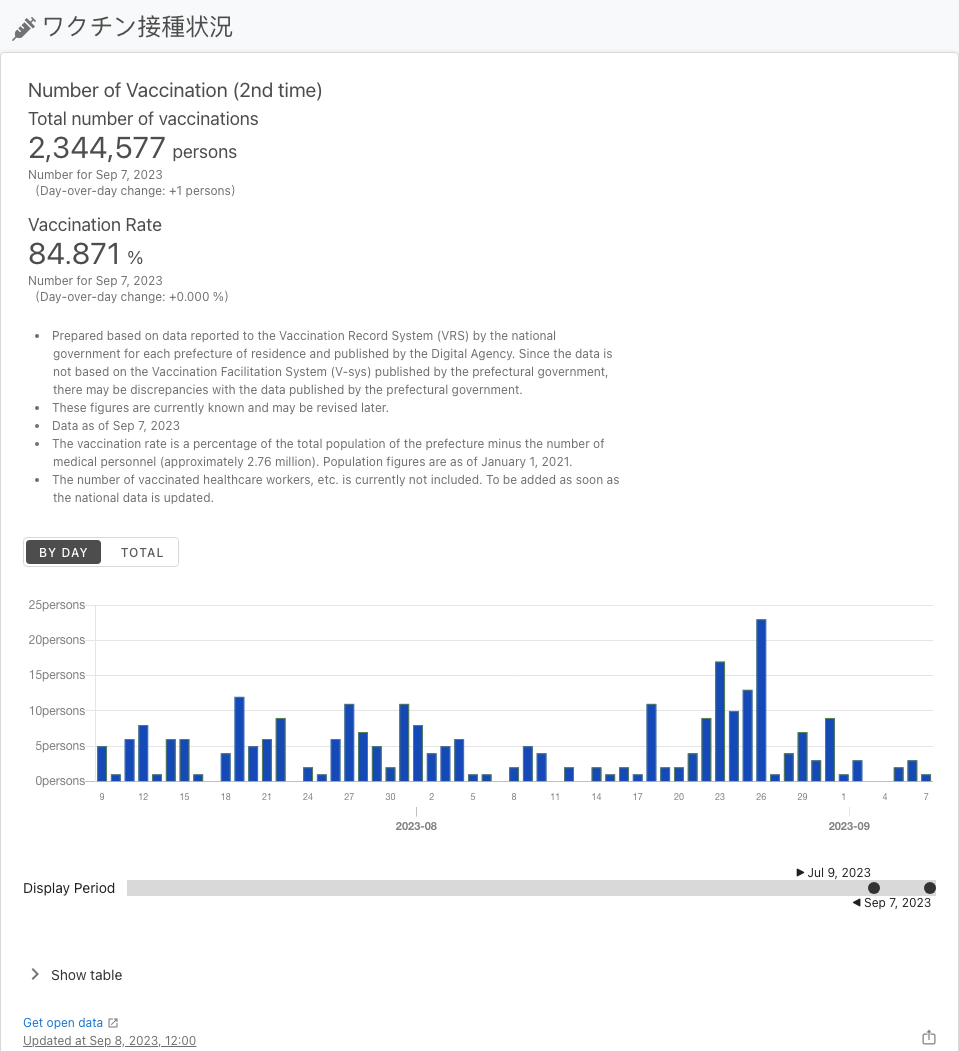 ワクチン接種状況
Number of Vaccination (2nd time)
Total number of vaccinations
2,344,577 persons
Number for Sep 7, 2023
(Day-over-day change: +1 persons)
Vaccination Rate
84.871 %
Number for Sep 7, 2023
(Day-over-day change: +0.000 %)
• Prepared based on data reported to the Vaccination Record System (VRS) by the national
government for each prefecture of residence and published by the Digital Agency. Since the data is
not based on the Vaccination Facilitation System (V-sys) published by the prefectural government,
there may be discrepancies with the data published by the prefectural government.
• These figures are currently known and may be revised later.
• Data as of Sep 7, 2023
• The vaccination rate is a percentage of the total population of the prefecture minus the number of
medical personnel (approximately 2.76 million). Population figures are as of January 1, 2021.
• The number of vaccinated healthcare workers, etc. is currently not included. To be added as soon as
the national data is updated.
BY DAY TOTAL
25persons
20persons
15persons
10persons
5persons
0persons
9 12 15 18 21 24 27 30 2 5 8 11 14 17 20 23 26 29 1 4 7
2023-08 2023-09
Jul 9, 2023
Display Period
Sep 7, 2023
Show table
Get open data
Updated at Sep 8, 2023, 12:00